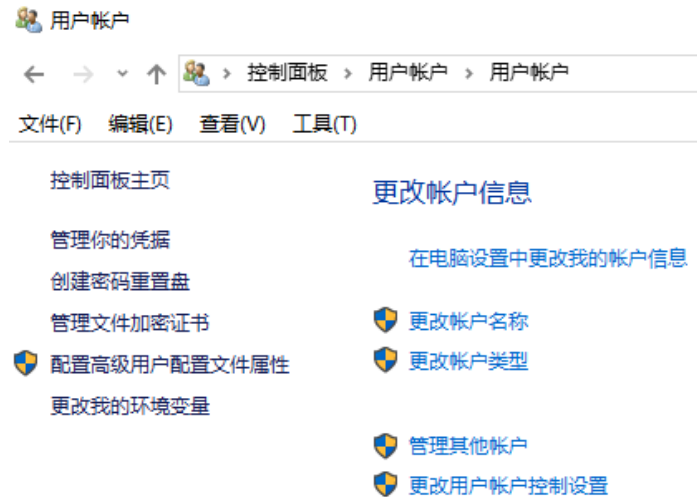 用户帐户
控制面板 › 用户帐户 › 用户帐户
文件(F) 编辑(E) 查看(V) 工具(T)
控制面板主页
管理你的凭据
创建密码重置盘
管理文件加密证书
配置高级用户配置文件属性
更改我的环境变量
更改帐户信息
在电脑设置中更改我的帐户信息
更改帐户名称
更改帐户类型
管理其他帐户
更改用户帐户控制设置